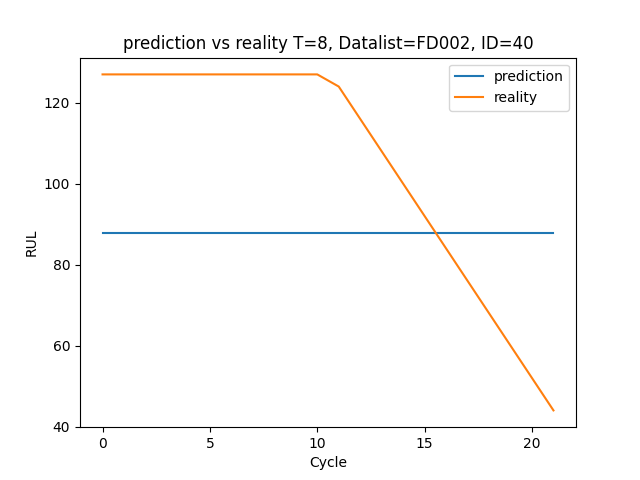 prediction vs reality T=8, Datalist=FD002, ID=40
prediction
reality
RUL
120
100
80
60
40
0
5
10
15
20
Cycle